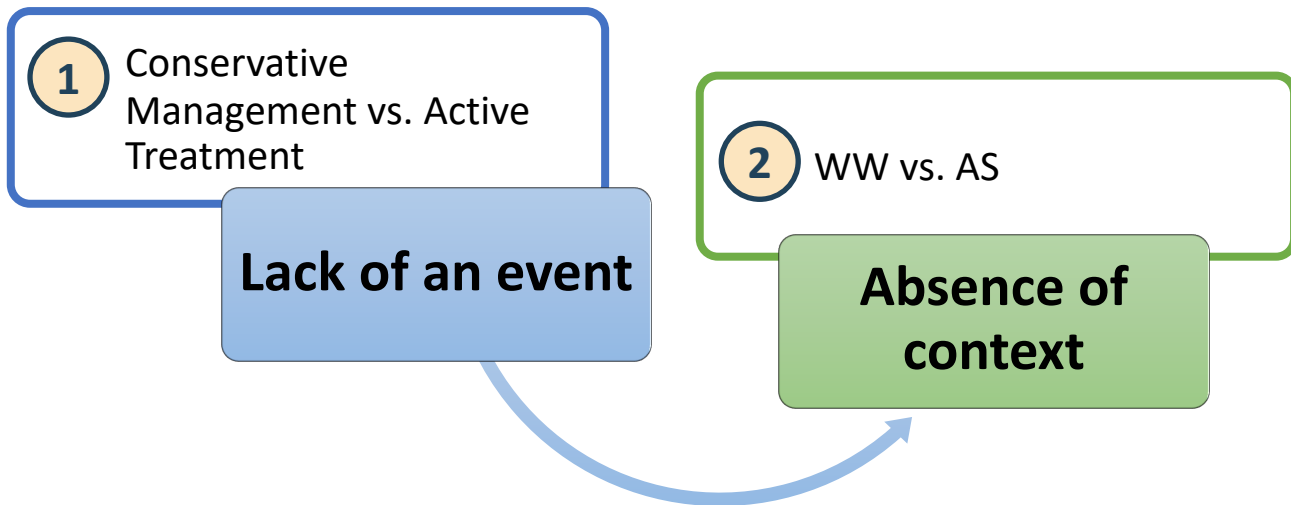 1
Conservative
Management vs. Active
Treatment
Lack of an event
2
WW vs. AS
Absence of
context